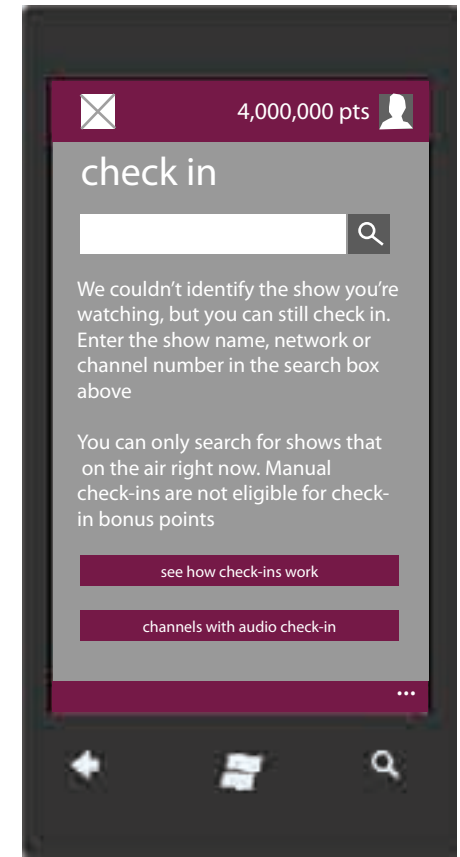 4,000,000 pts
check in
We couldn’t identify the show you’re
watching, but you can still check in.
Enter the show name, network or
channel number in the search box
above
You can only search for shows that
on the air right now. Manual
check-ins are not eligible for check-
in bonus points
see how check-ins work
channels with audio check-in
...